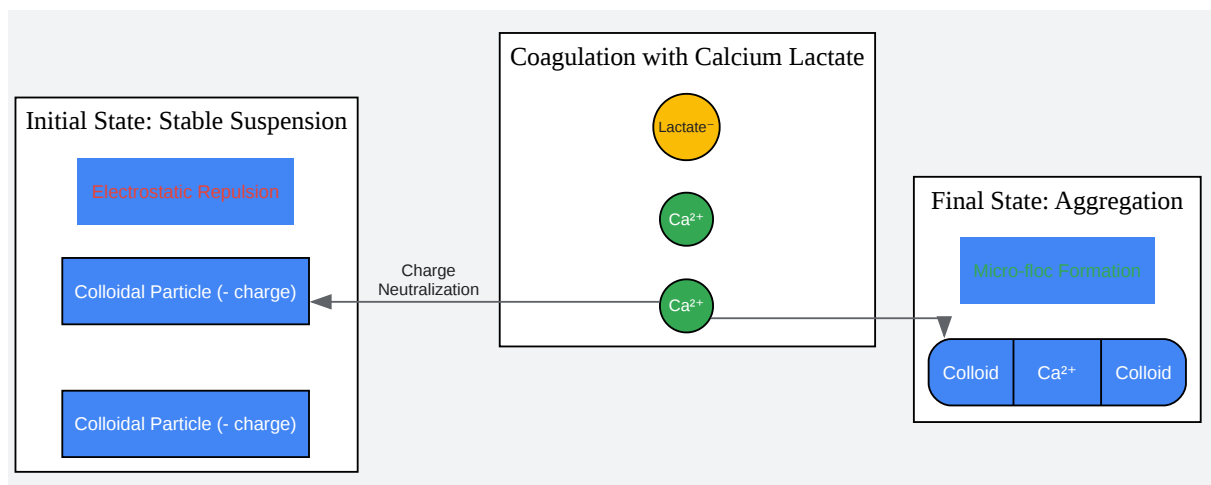 Initial State: Stable Suspension
Electrostatic Repulsion
Colloidal Particle (- charge)
Colloidal Particle (- charge)
Charge
Neutralization
Coagulation with Calcium Lactate
Lactate⁻
Ca²⁺
Ca²⁺
Final State: Aggregation
Micro-floc Formation
Colloid
Ca²⁺
Colloid